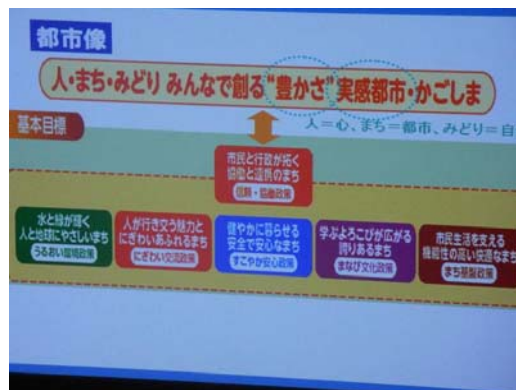 都市像
人・まち・みどり みんなで創る“豊かさ”実感都市・かごしま
人＝心、まち＝都市、みどり＝自
基本目標
市民と行政が拓く
協働と連携のまち
信頼・協働政策
水と緑が輝く
人と地球にやさしいまち
うるおい環境政策
人が行き交う魅力と
にぎわいあふれるまち
にぎわい交流政策
健やかに暮らせる
安全で安心なまち
すこやか安心政策
学ぶよろこびが広がる
誇りあるまち
まなび文化政策
市民生活を支える
機能性の高い快適なまち
まち基盤政策